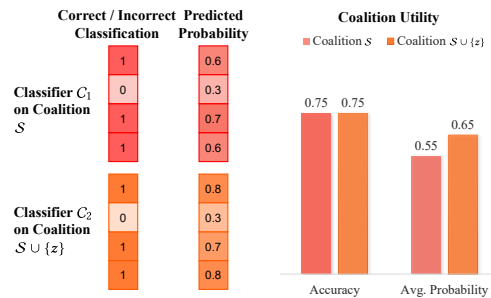 Correct / Incorrect Classification
Predicted Probability
Classifier C₁ on Coalition S
1
0
1
1
0.6
0.3
0.7
0.6
Classifier C₂ on Coalition S ∪ {z}
1
0
1
1
0.8
0.3
0.7
0.8
Coalition Utility
Coalition S
Coalition S ∪ {z}
0.75
0.75
0.55
0.65
Accuracy
Avg. Probability